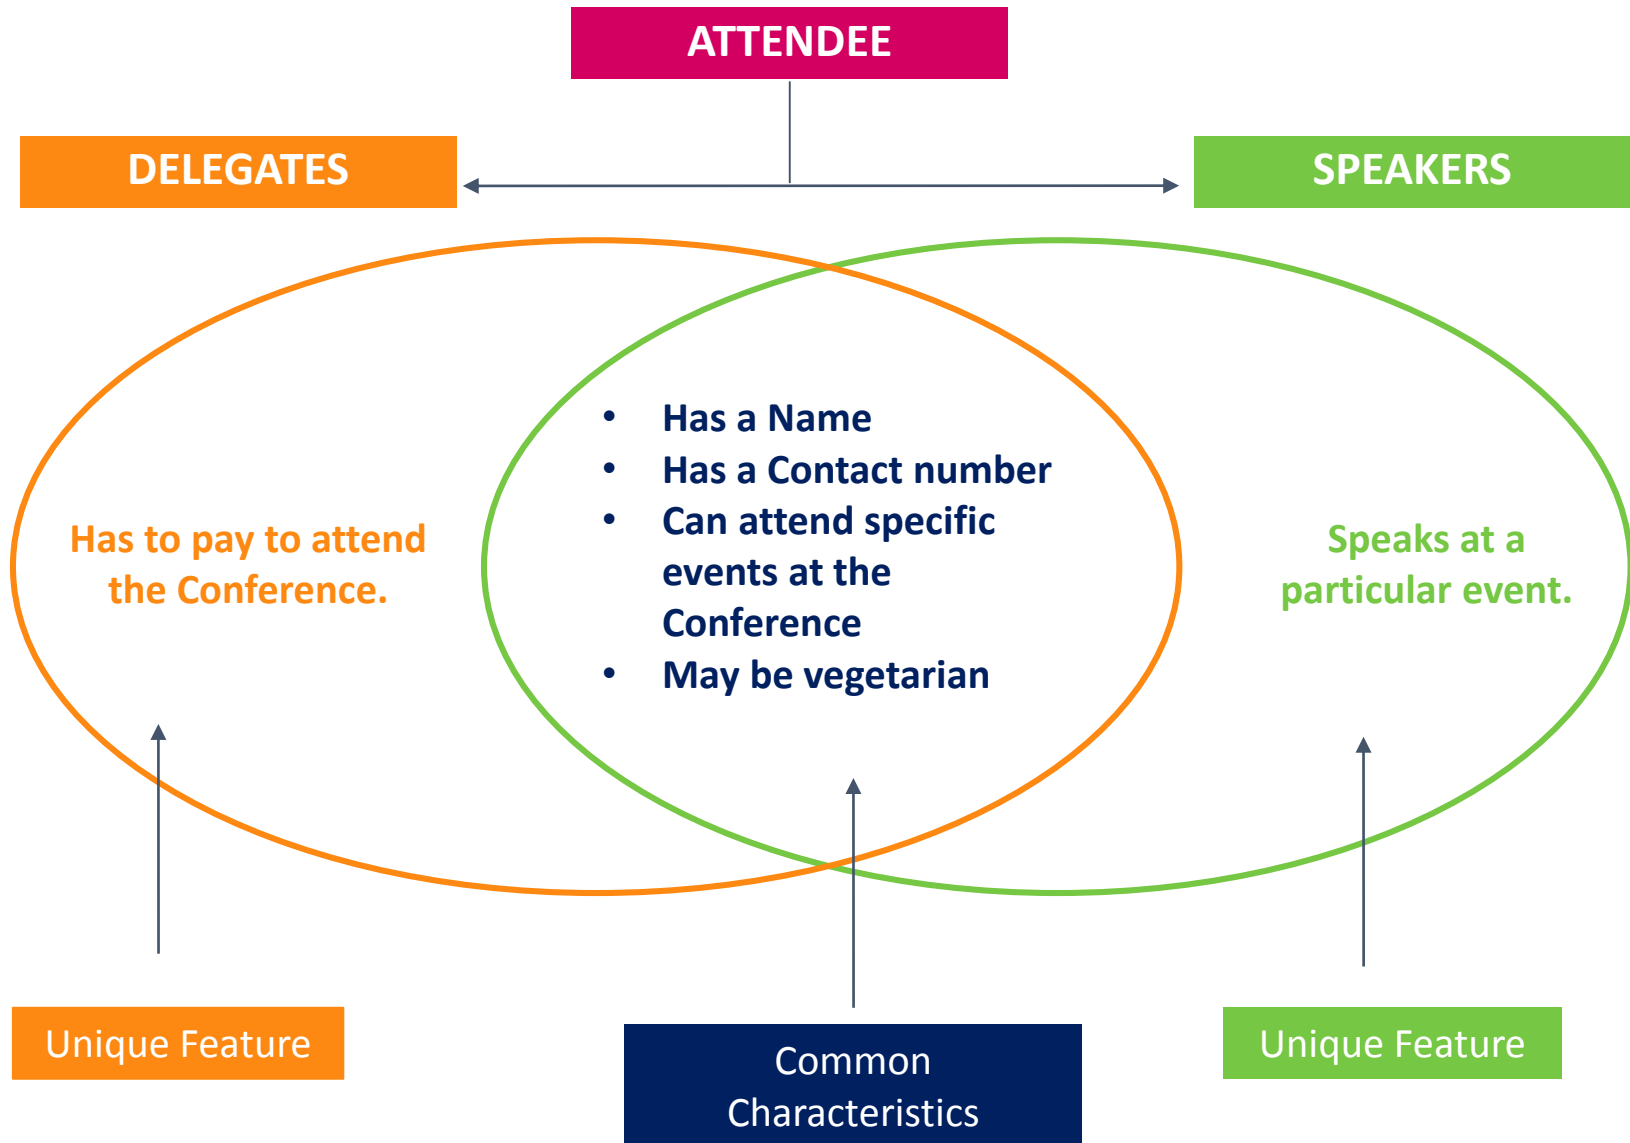 ATTENDEE
DELEGATES
SPEAKERS
• Has a Name
• Has a Contact number
• Can attend specific
events at the
Conference
• May be vegetarian
Has to pay to attend
the Conference.
Speaks at a
particular event.
Unique Feature
Common
Characteristics
Unique Feature